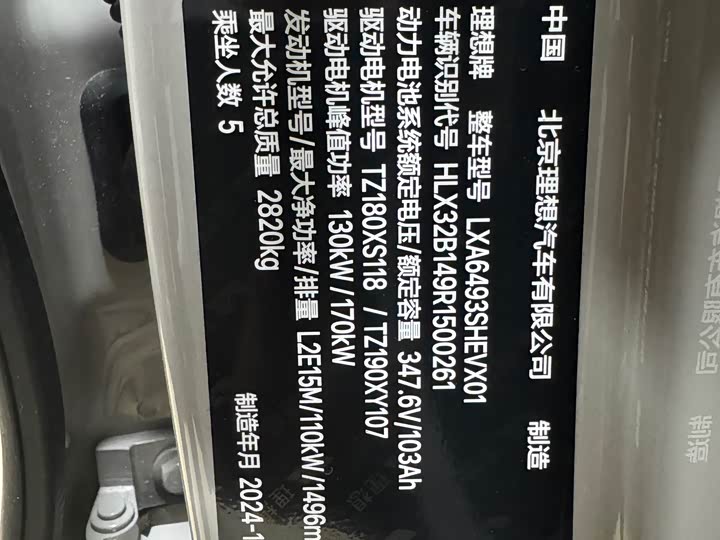 中国 北京理想汽车有限公司 制造
理想牌 整车型号 LXA6493SHEVX01
车辆识别代号 HLX32B149R1500261
动力电池系统额定电压/额定容量 347.6V/103Ah
驱动电机型号 TZ180XS118 /TZ190XY107
驱动电机峰值功率 130kW/170kW
发动机型号/最大净功率/排量 L2E15M/110kW/1496m
最大允许总质量 2820kg
乘坐人数 5 制造年月 2024-1